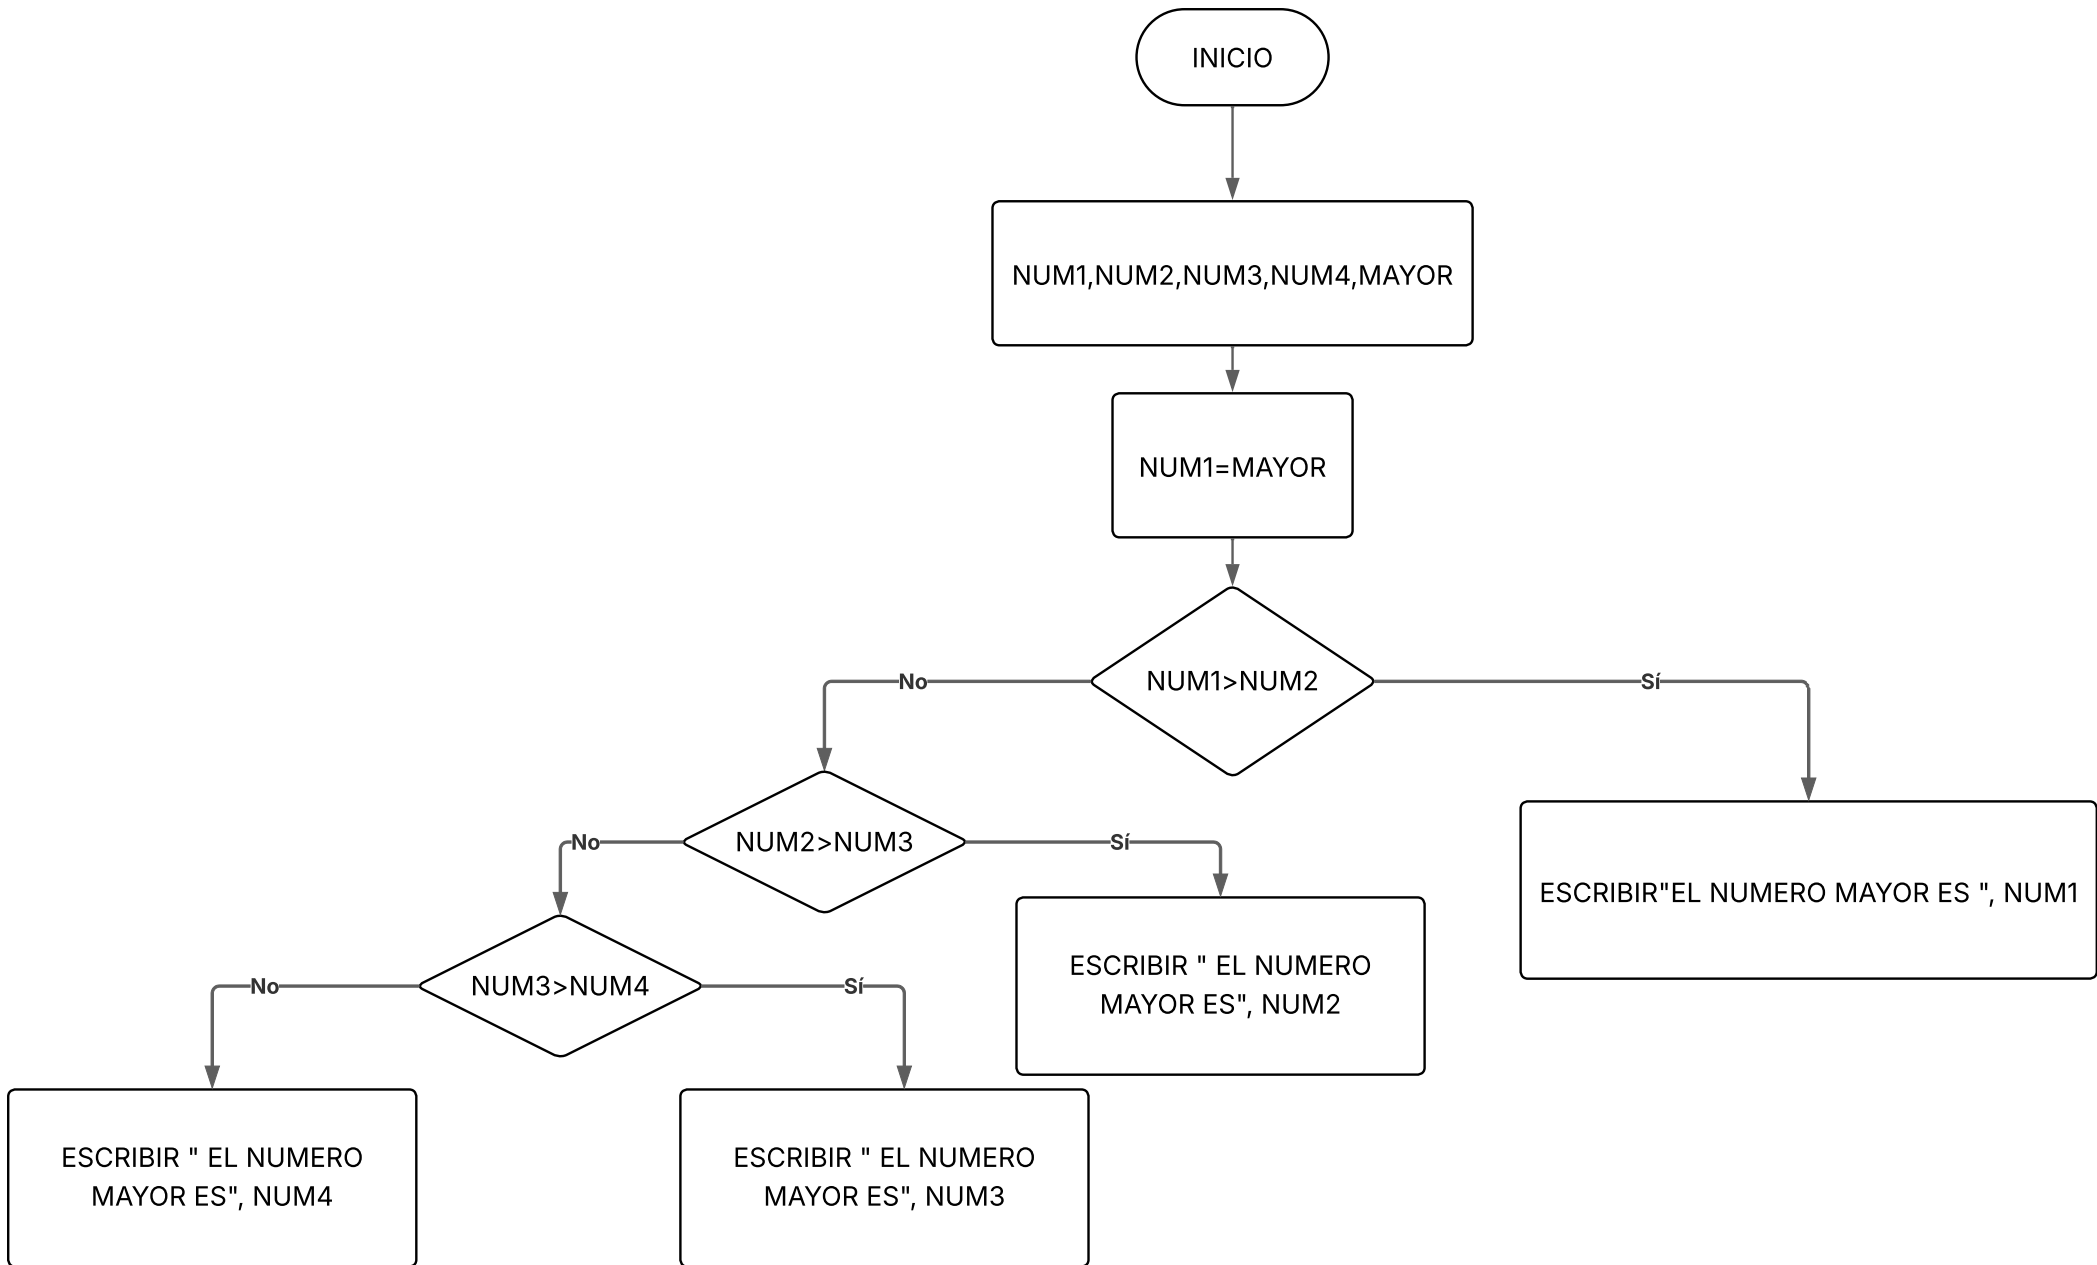 INICIO
NUM1,NUM2,NUM3,NUM4,MAYOR
NUM1=MAYOR
NUM1>NUM2
No
Sí
NUM2>NUM3
No
Sí
ESCRIBIR"EL NUMERO MAYOR ES ", NUM1
ESCRIBIR " EL NUMERO
MAYOR ES", NUM2
NUM3>NUM4
No
Sí
ESCRIBIR " EL NUMERO
MAYOR ES", NUM4
ESCRIBIR " EL NUMERO
MAYOR ES", NUM3